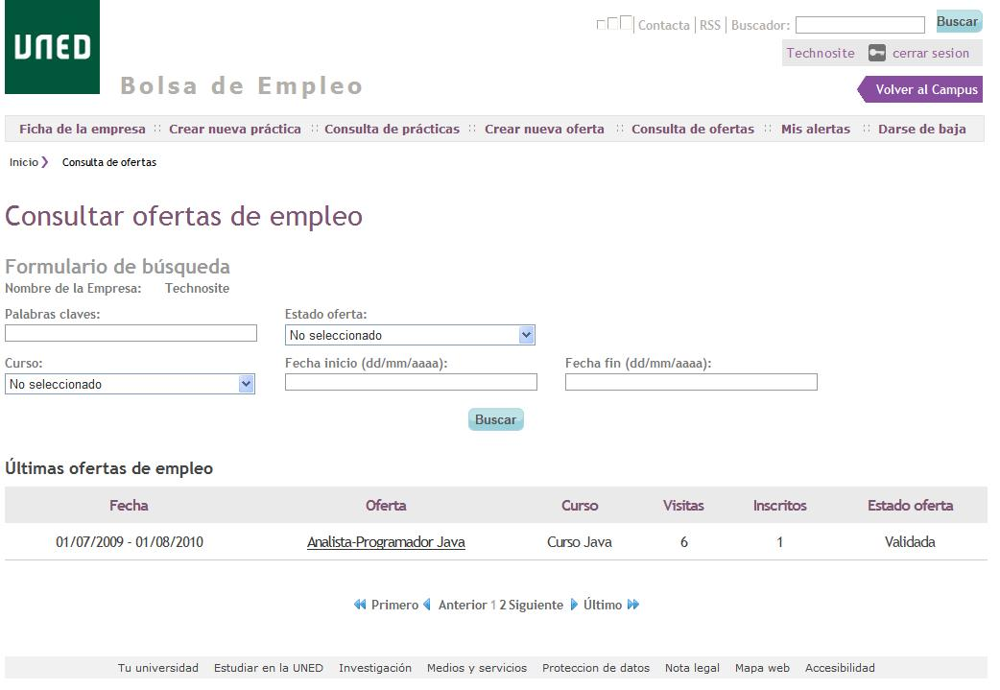 UNED
Contacta RSS Buscador: Buscar
Technosite cerrar sesion
Bolsa de Empleo
Volver al Campus
Ficha de la empresa :: Crear nueva práctica :: Consulta de prácticas :: Crear nueva oferta :: Consulta de ofertas :: Mis alertas :: Darse de baja
Inicio Consulta de ofertas
Consultar ofertas de empleo
Formulario de búsqueda
Nombre de la Empresa: Technosite
Palabras claves: Estado oferta:
No seleccionado
Curso: Fecha inicio (dd/mm/aaaa): Fecha fin (dd/mm/aaaa):
No seleccionado
Buscar
Últimas ofertas de empleo
Fecha Oferta Curso Visitas Inscritos Estado oferta
01/07/2009 - 01/08/2010 Analista-Programador Java Curso Java 6 1 Validada
Primero Anterior 1 2 Siguiente Último
Tu universidad Estudiar en la UNED Investigación Medios y servicios Proteccion de datos Nota legal Mapa web Accesibilidad